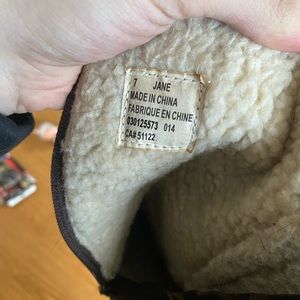 7 JANE
MADE IN CHINA
FABRIQUE EN CHINE
030125573 014
CA# 51122